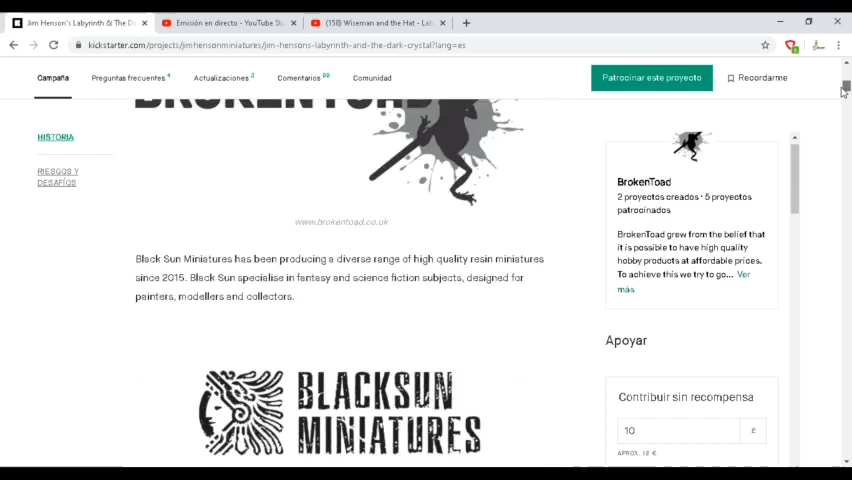 Jim Henson's Labyrinth & The Da
Emisión en directo - YouTube Stu
(158) Wiseman and the Hat - Lab
kickstarter.com/projects/jimhensonminiatures/jim-hensons-labyrinth-and-the-dark-crystal?lang=es
Campaña
Preguntas frecuentes 4
Actualizaciones 2
Comentarios 99
Comunidad
Patrocinar este proyecto
Recordarme
BROKENTOAD
HISTORIA
RIESGOS Y
DESAFÍOS
www.brokentoad.co.uk
Black Sun Miniatures has been producing a diverse range of high quality resin miniatures
since 2015. Black Sun specialise in fantasy and science fiction subjects, designed for
painters, modellers and collectors.
BLACKSUN
MINIATURES
BrokenToad
2 proyectos creados · 5 proyectos
patrocinados
BrokenToad grew from the belief that
it is possible to have high quality
hobby products at affordable prices.
To achieve this we try to go... Ver
más
Apoyar
Contribuir sin recompensa
10 £
APROX. 12 €